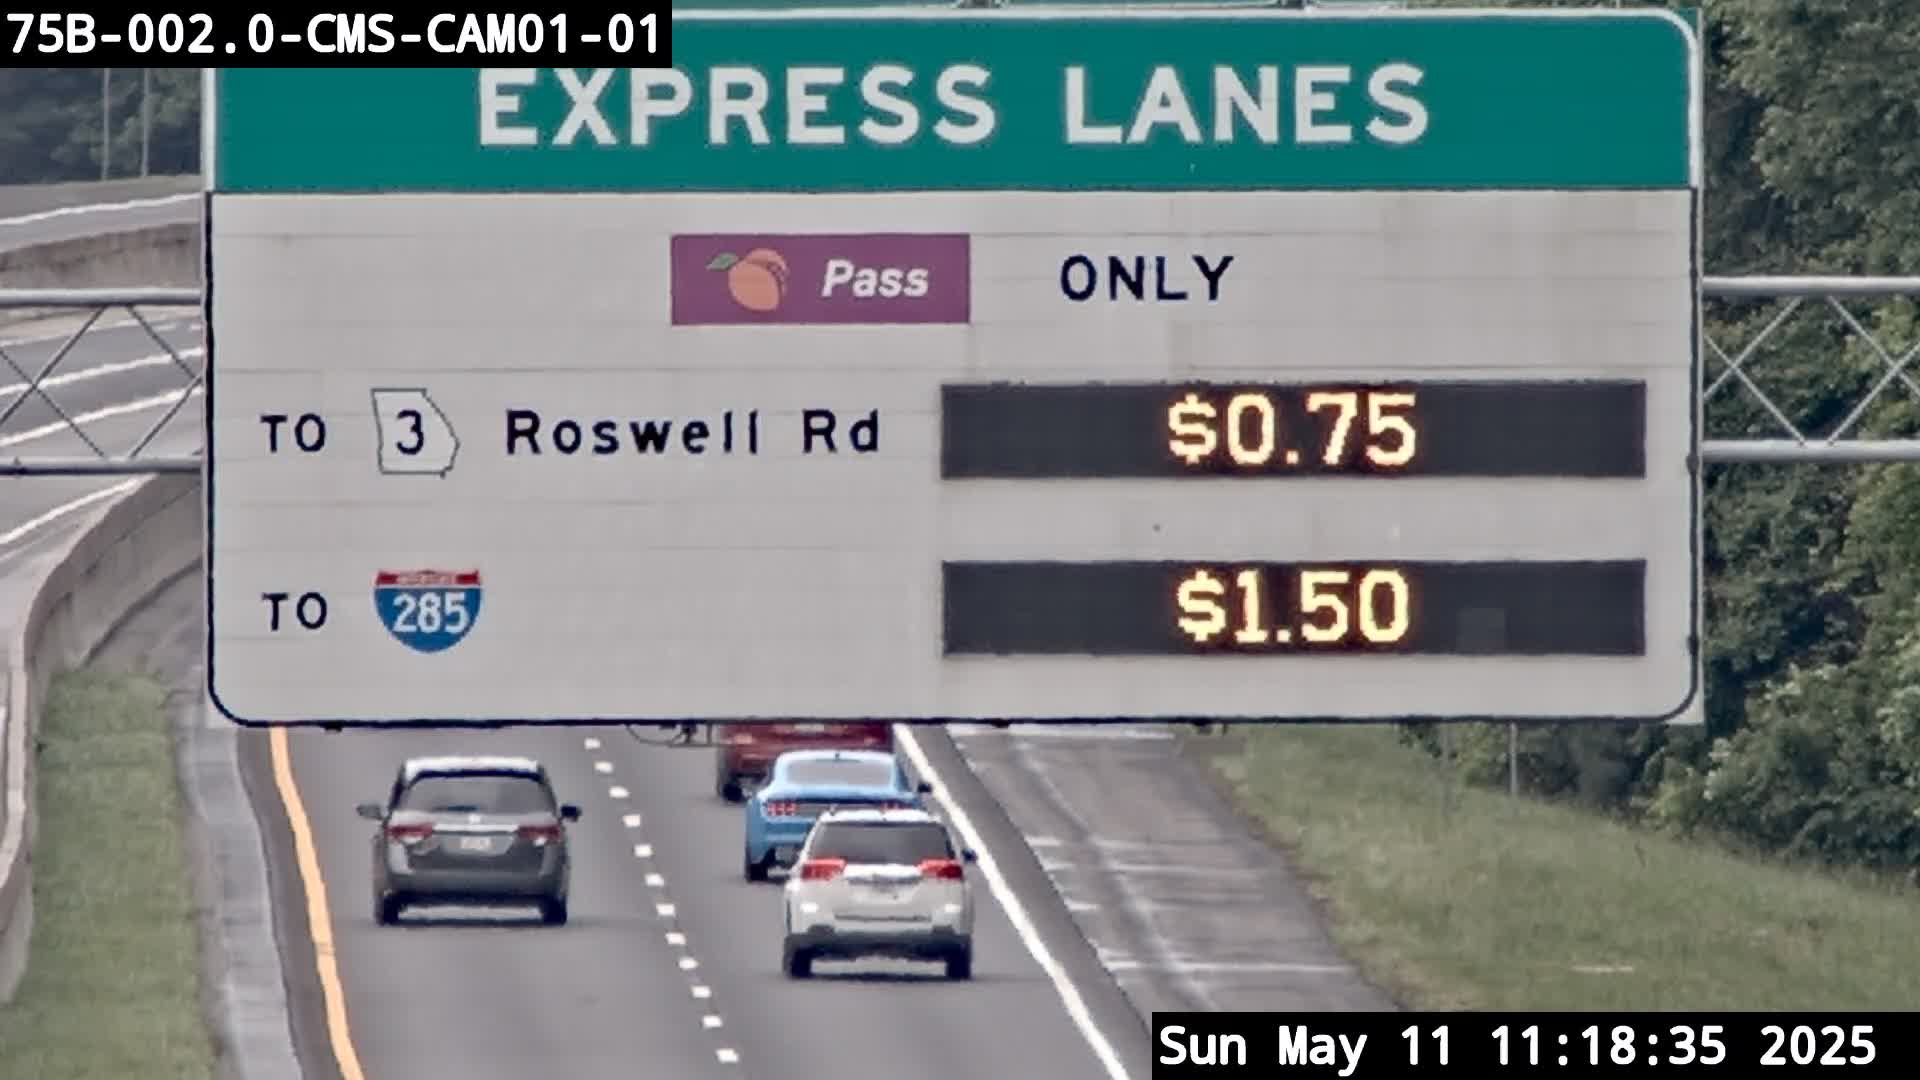 75B-002.0-CMS-CAM01-01
EXPRESS LANES
Pass ONLY
TO 3 Roswell Rd $0.75
TO 285 $1.50
Sun May 11 11:18:35 2025